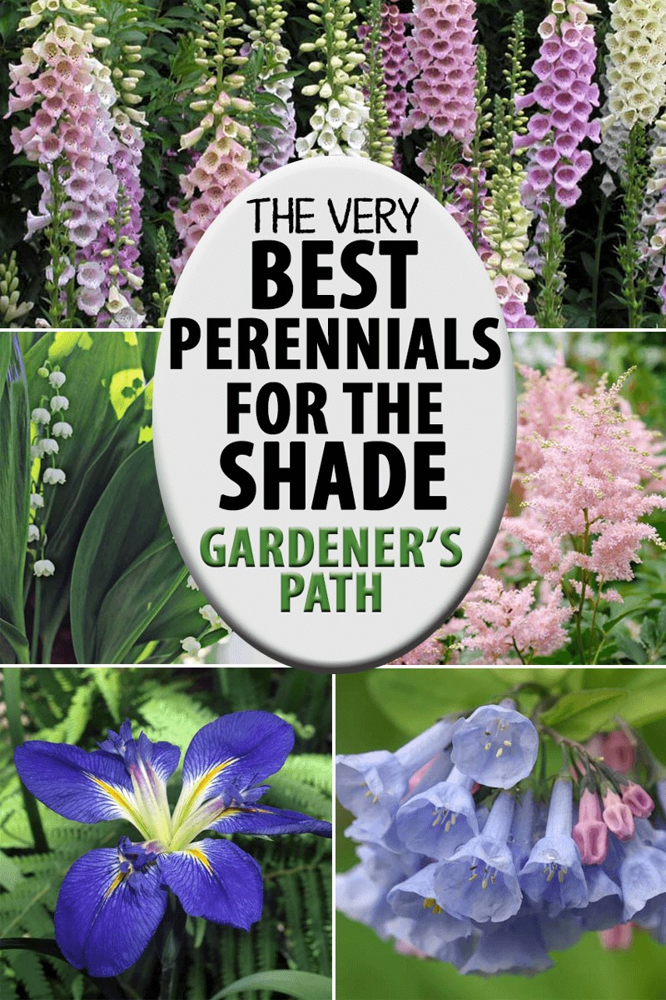 THE VERY
BEST
PERENNIALS
FOR THE
SHADE
GARDENER'S
PATH